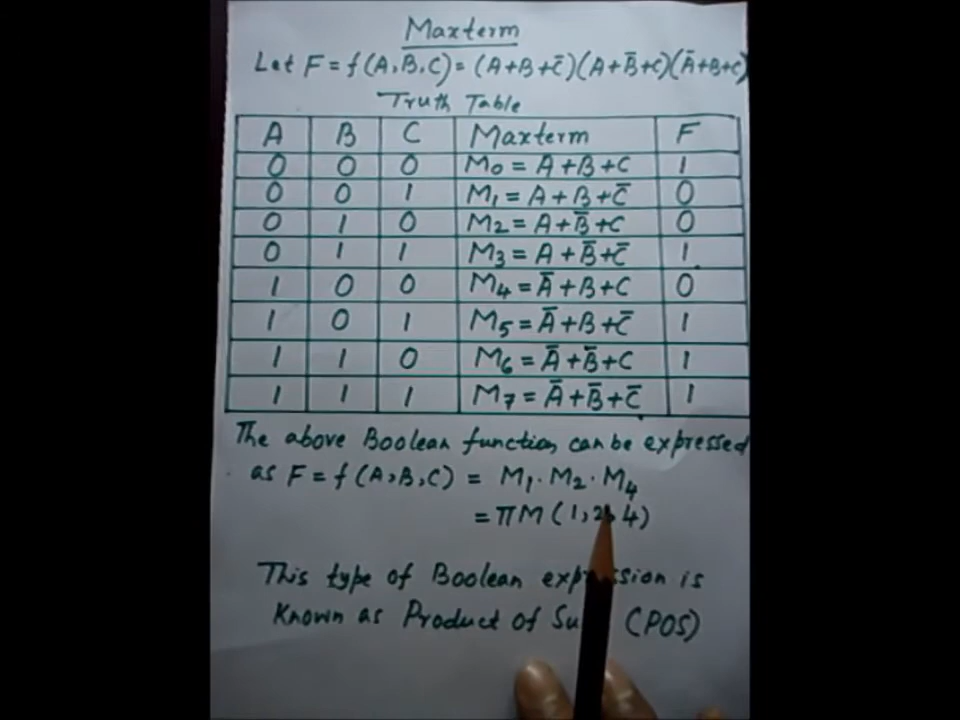 Maxterm
Let F = f(A,B,C) = (A+B+C̅)(A+B̅+C)(A̅+B+C)
Truth Table
A B C Maxterm F
0 0 0 M₀ = A+B+C 1
0 0 1 M₁ = A+B+C̅ 0
0 1 0 M₂ = A+B̅+C 0
0 1 1 M₃ = A+B̅+C̅ 1
1 0 0 M₄ = A̅+B+C 0
1 0 1 M₅ = A̅+B+C̅ 1
1 1 0 M₆ = A̅+B̅+C 1
1 1 1 M₇ = A̅+B̅+C̅ 1
The above Boolean function can be expressed
as F = f(A,B,C) = M₁·M₂·M₄
= πM(1,2,4)
This type of Boolean expression is
Known as Product of (POS)